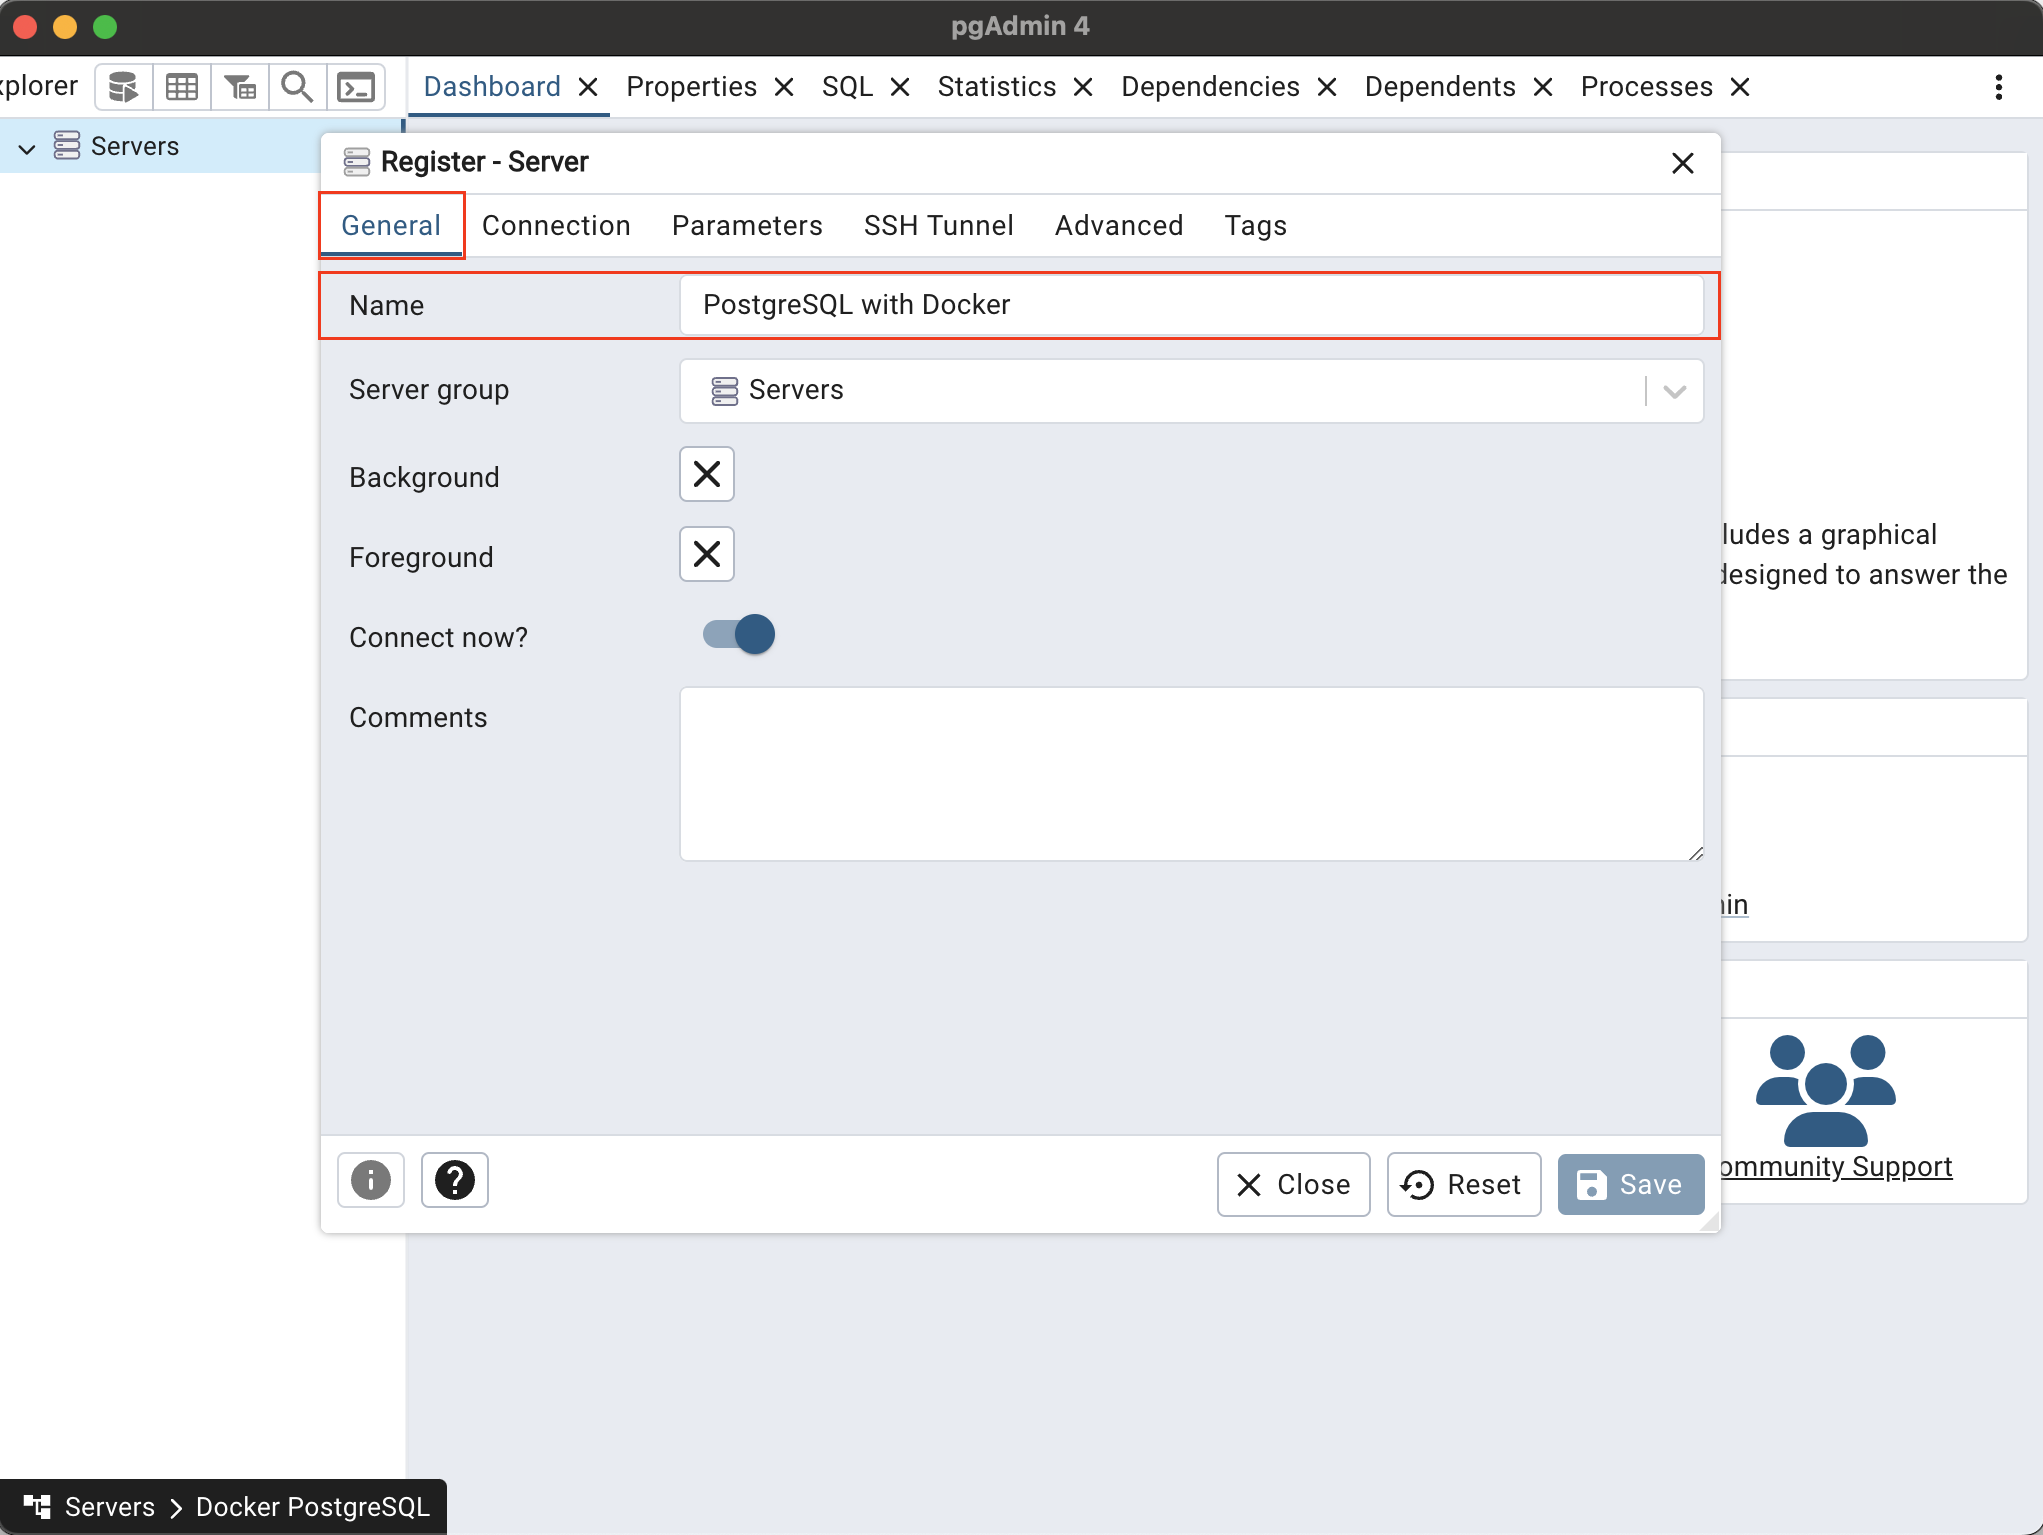 pgAdmin 4
xplorer
Dashboard Properties SQL Statistics Dependencies Dependents Processes
Servers
Register - Server
General Connection Parameters SSH Tunnel Advanced Tags
Name PostgreSQL with Docker
Server group Servers
Background
Foreground
Connect now?
Comments
ludes a graphical
designed to answer the
in
ommunity Support
Close Reset Save
Servers > Docker PostgreSQL